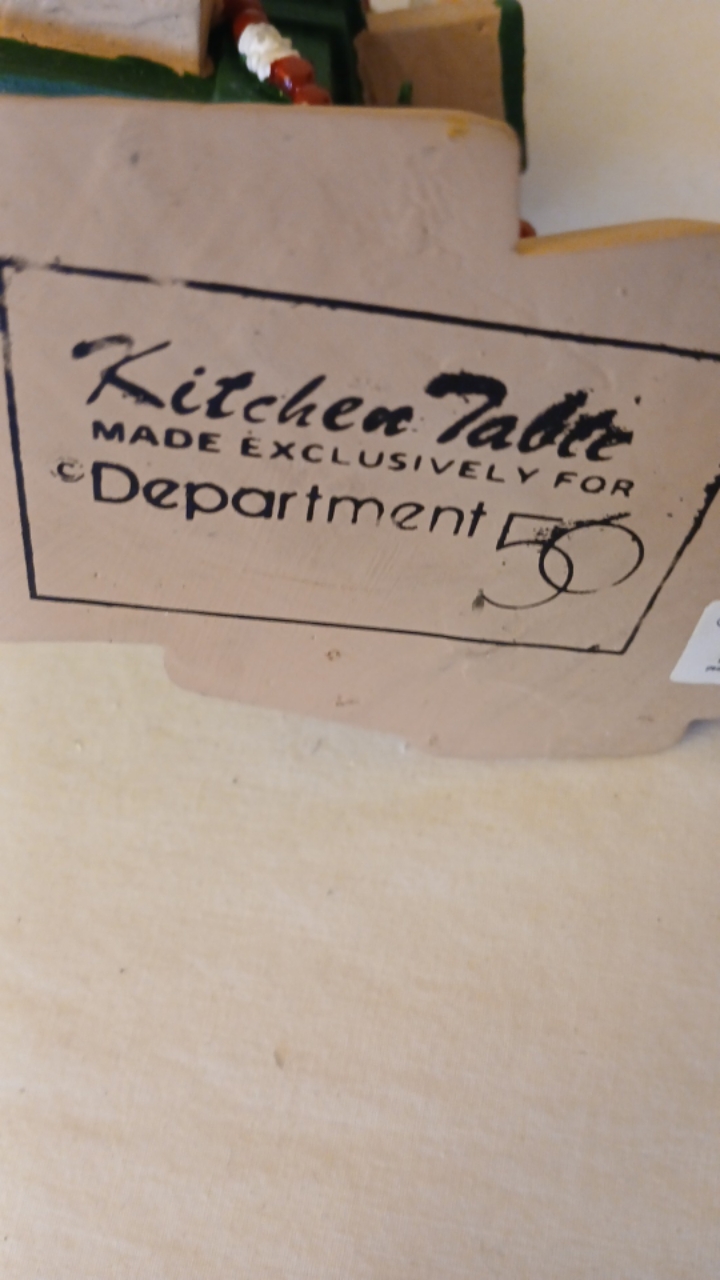 Kitchen Table
MADE EXCLUSIVELY FOR
©Department 56